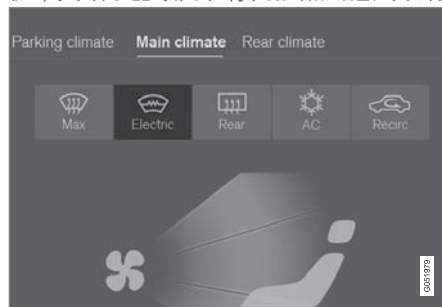 Parking climate Main climate Rear climate
Max Electric Rear AC Recirc
G051979